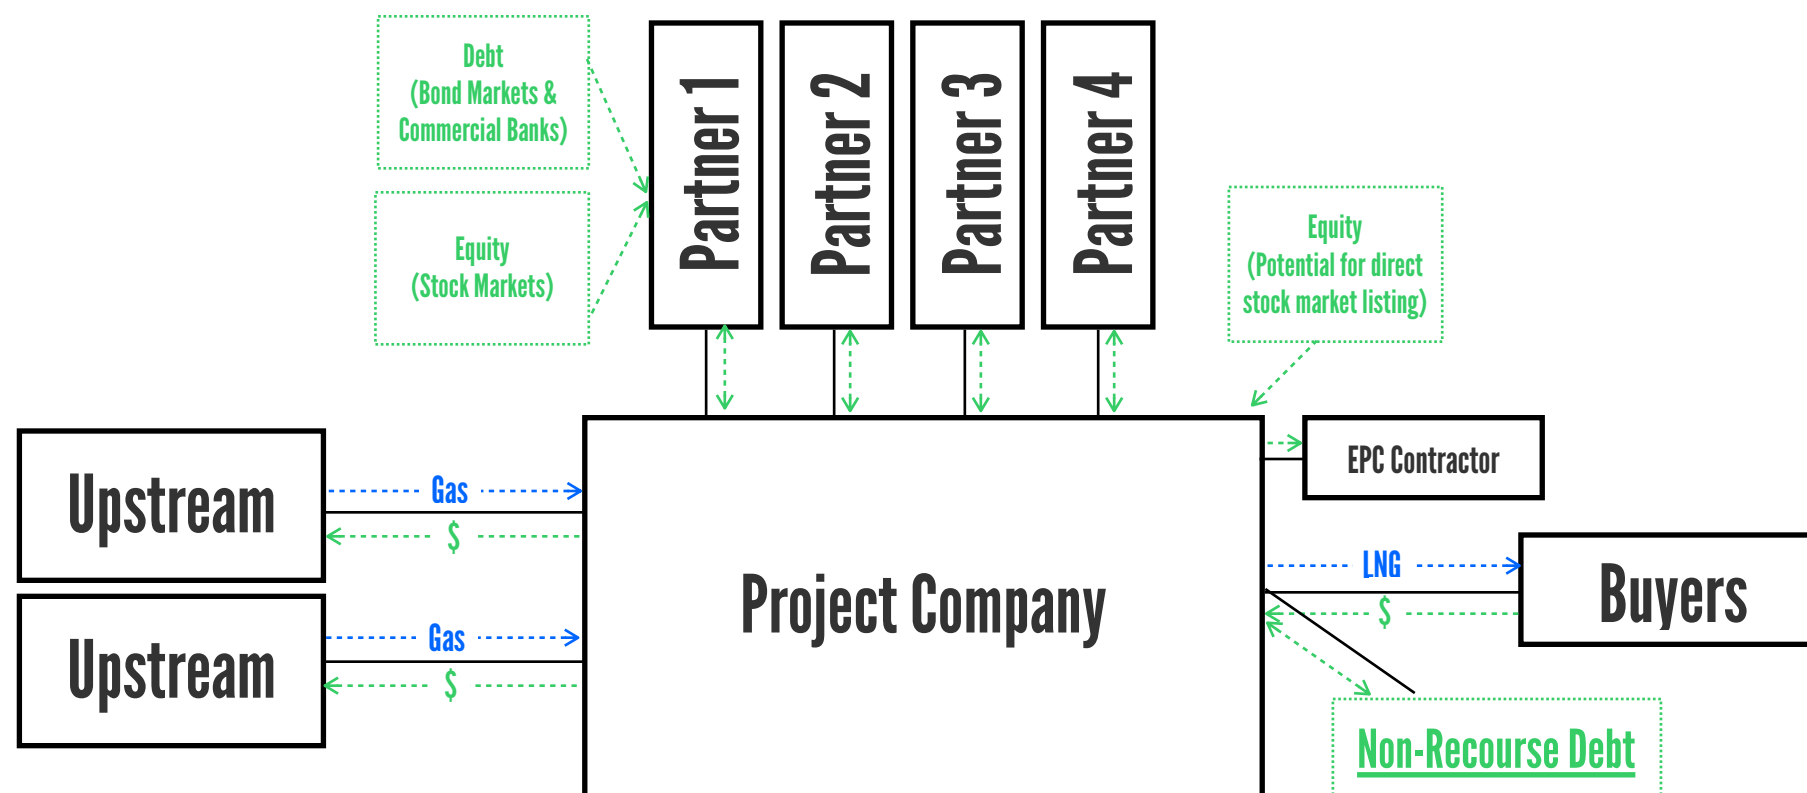 Debt
(Bond Markets &
Commercial Banks)
Equity
(Stock Markets)
Partner 1
Partner 2
Partner 3
Partner 4
Equity
(Potential for direct
stock market listing)
Upstream
Gas
$
Upstream
Gas
$
Project Company
EPC Contractor
LNG
$
Buyers
Non-Recourse Debt